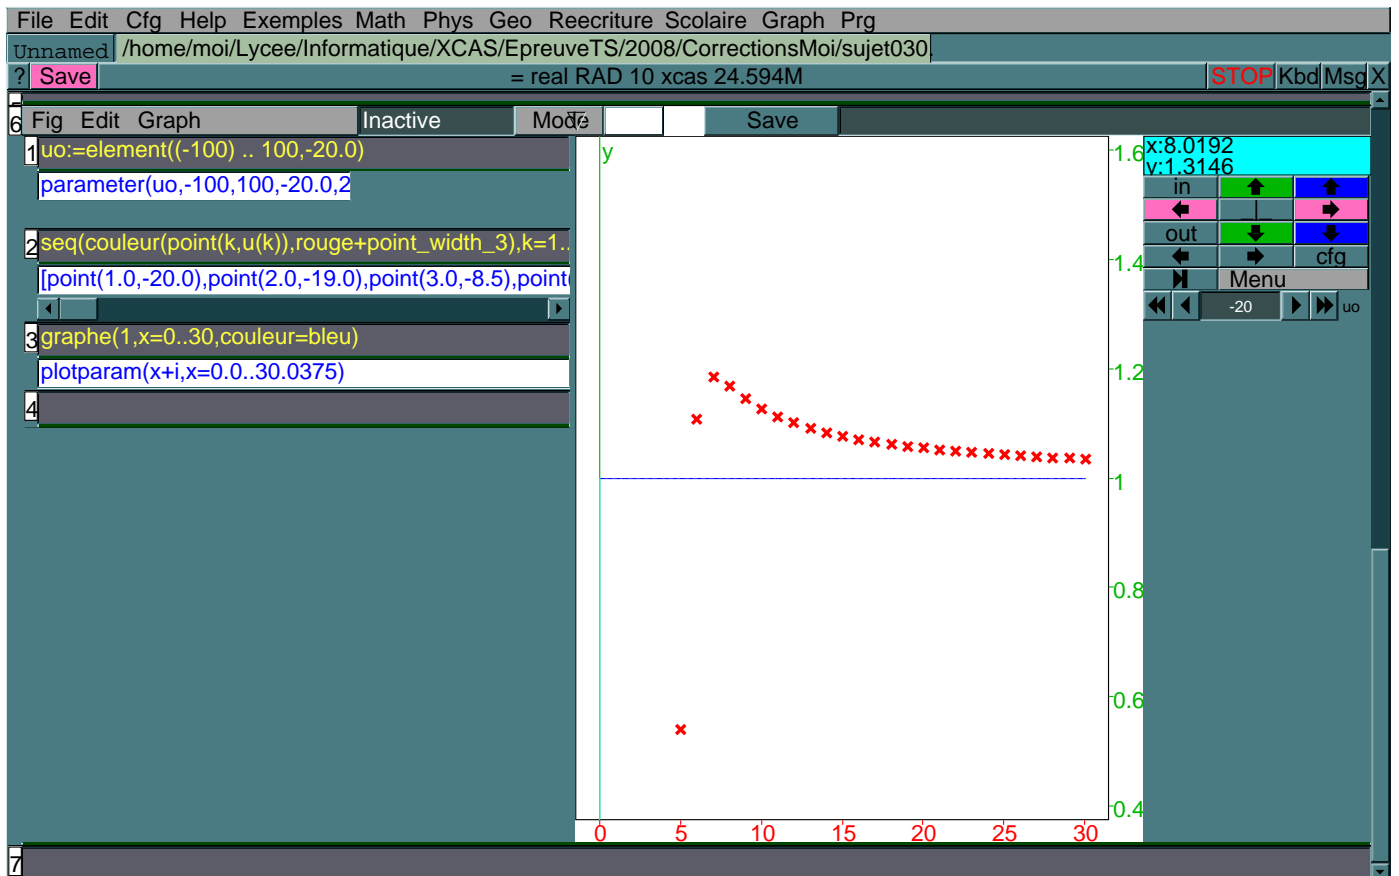 File Edit Cfg Help Exemples Math Phys Geo Reecriture Scolaire Graph Prg
Unnamed /home/moi/Lycee/Informatique/XCAS/EpreuveTS/2008/CorrectionsMoi/sujet030.
? Save = real RAD 10 xcas 24.594M STOP Kbd Msg X
6 Fig Edit Graph Inactive Mode Save
1 uo:=element((-100) .. 100,-20.0)
parameter(uo,-100,100,-20.0,2
2 seq(couleur(point(k,u(k)),rouge+point_width_3),k=1..
[point(1.0,-20.0),point(2.0,-19.0),point(3.0,-8.5),point(
3 graphe(1,x=0..30,couleur=bleu)
plotparam(x+i,x=0.0..30.0375)
4
y
1.6
1.4
1.2
1
0.8
0.6
0.4
0 5 10 15 20 25 30
x:8.0192
y:1.3146
in
out
cfg
Menu
-20 uo
7